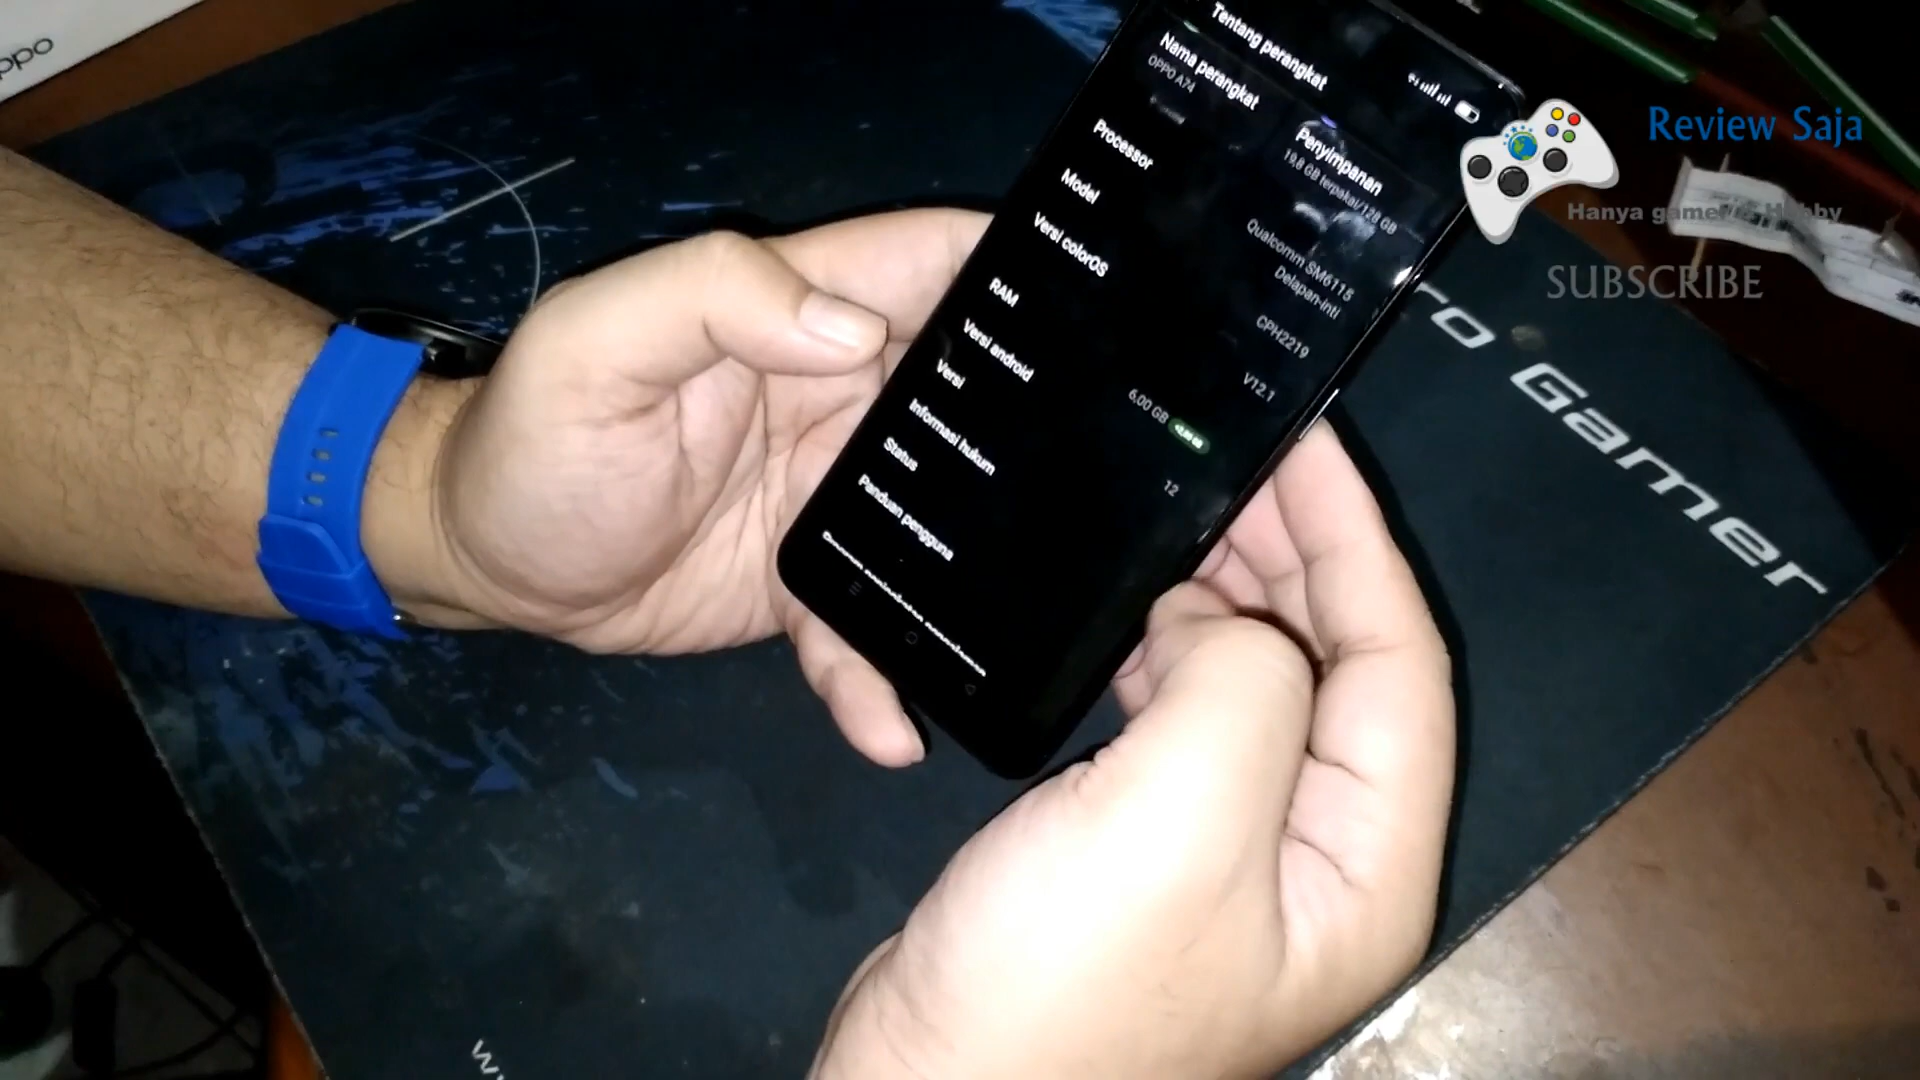 Tentang perangkat
Nama perangkat
OPPO A74
Penyimpanan
19,8 GB terpakai/128 GB
Processor
Qualcomm SM6115
Delapan-inti
Model
CPH2219
Versi colorOS
V12.1
RAM
6,00 GB
Versi android
12
Versi
Informasi hukum
Status
Panduan pengguna
Review Saja
SUBSCRIBE
ro Gamer
ppo